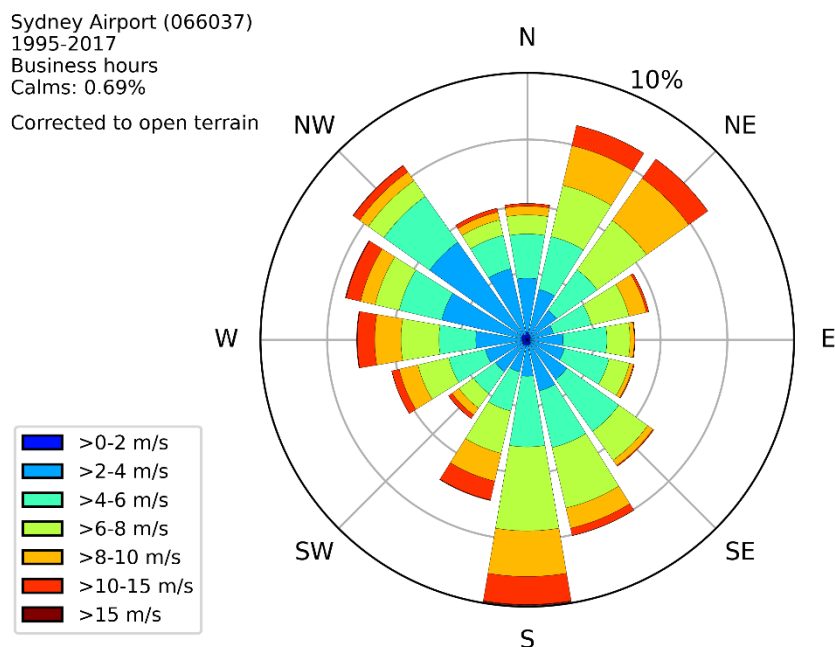 Sydney Airport (066037)
1995-2017
Business hours
Calms: 0.69%
Corrected to open terrain
N
10%
NW
NE
W
E
SW
SE
S
>0-2 m/s
>2-4 m/s
>4-6 m/s
>6-8 m/s
>8-10 m/s
>10-15 m/s
>15 m/s